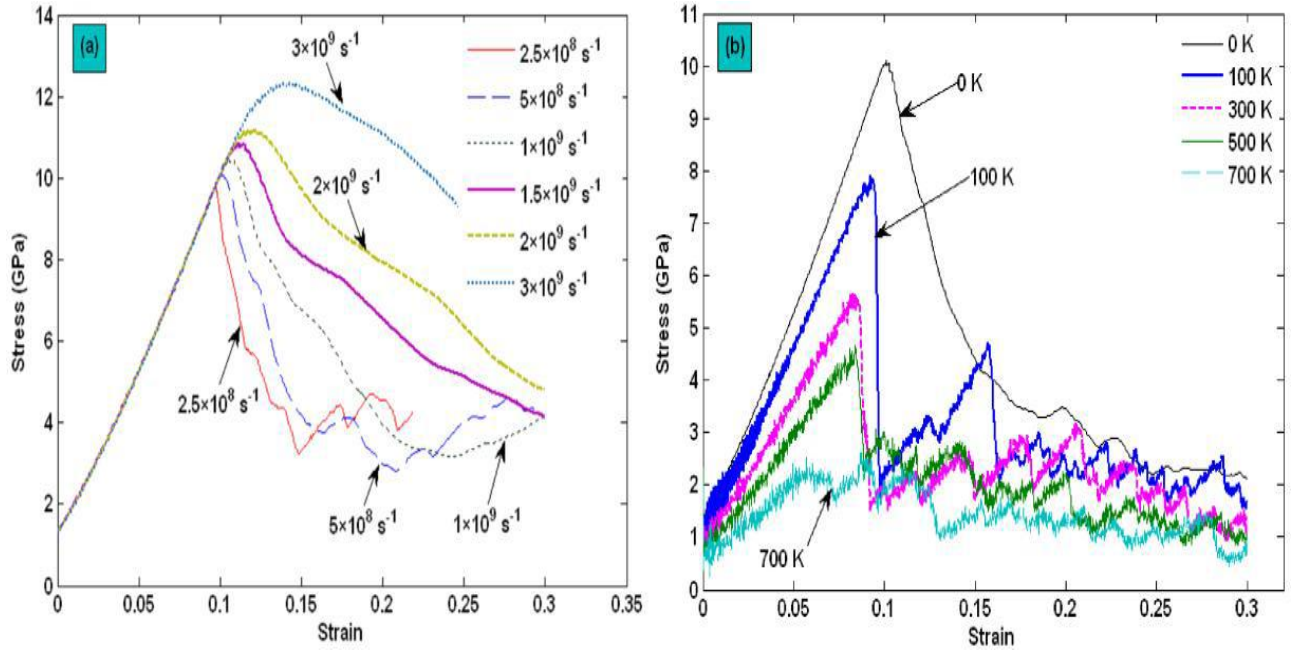 (a)
14
12
10
8
6
4
2
0
Stress (GPa)
0 0.05 0.1 0.15 0.2 0.25 0.3 0.35
Strain
3×10⁹ s⁻¹
2×10⁹ s⁻¹
2.5×10⁸ s⁻¹
5×10⁸ s⁻¹
1×10⁹ s⁻¹
2.5×10⁸ s⁻¹
5×10⁸ s⁻¹
1×10⁹ s⁻¹
1.5×10⁹ s⁻¹
2×10⁹ s⁻¹
3×10⁹ s⁻¹
(b)
11
10
9
8
7
6
5
4
3
2
1
0
Stress (GPa)
0 0.05 0.1 0.15 0.2 0.25 0.3
Strain
0 K
100 K
700 K
0 K
100 K
300 K
500 K
700 K